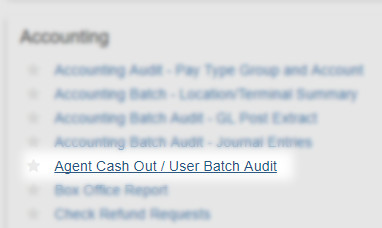 Accounting
Accounting Audit - Pay Type Group and Account
Accounting Batch - Location/Terminal Summary
Accounting Batch Audit - GL Post Extract
Accounting Batch Audit - Journal Entries
Agent Cash Out / User Batch Audit
Box Office Report
Check Refund Requests